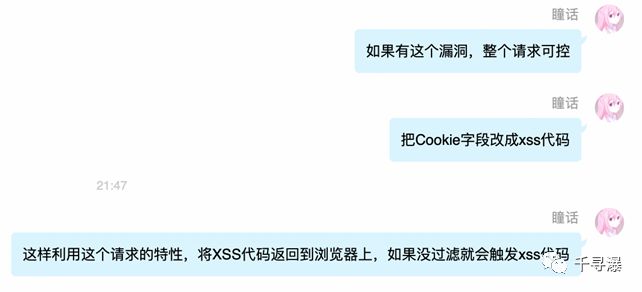 瞳话
如果有这个漏洞，整个请求可控
瞳话
把Cookie字段改成xss代码
21:47
瞳话
这样利用这个请求的特性，将XSS代码返回到浏览器上，如果没过滤就会触发xss代码
千寻瀑